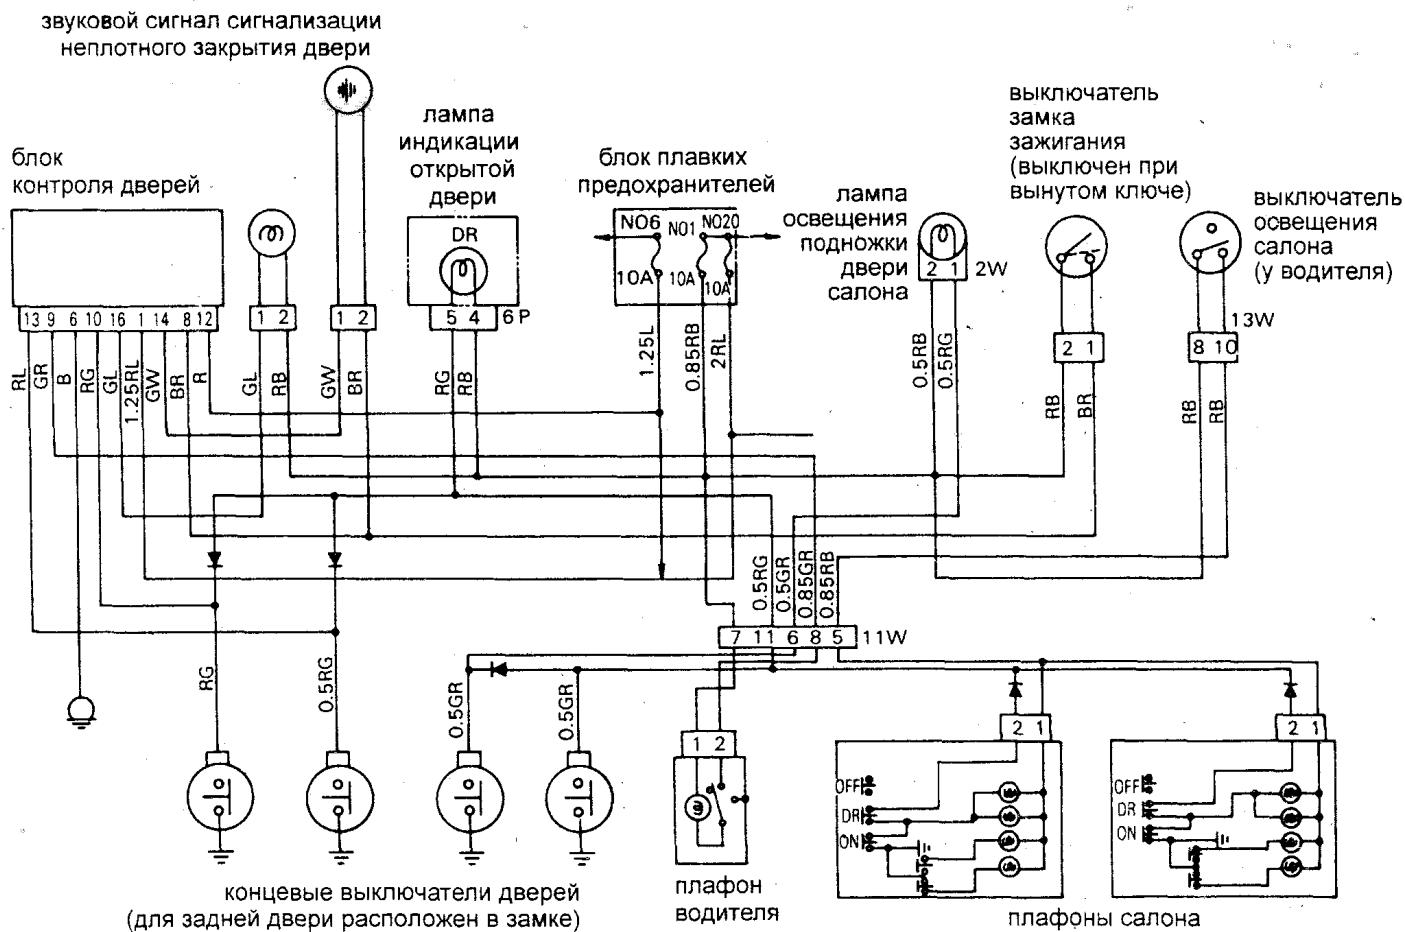 звуковой сигнал сигнализации
неплотного закрытия двери
лампа
индикации
открытой
двери
блок
контроля дверей
блок плавких
предохранителей
лампа
освещения
подножки
двери
салона
выключатель
замка
зажигания
(выключен при
вынутом ключе)
выключатель
освещения
салона
(у водителя)
DR
NO6 NO1 NO20
10A 10A 10A
2 1 2W
13 9 6 10 16 1 14 8 12
1 2
1 2
5 4 6P
2 1
13W
8 10
RL
GR
B
RG
GL
1.25RL
GW
BR
R
GL
RB
GW
BR
RG
RB
1.25L
0.85RB
2RL
0.5RB
0.5RG
RB
BR
RB
RB
0.5RG
0.5GR
0.85GR
0.85RB
7 11 6 8 5 11W
RG
0.5RG
0.5GR
0.5GR
1 2
2 1
2 1
OFF
DR
ON
OFF
DR
ON
концевые выключатели дверей
(для задней двери расположен в замке)
плафон
водителя
плафоны салона